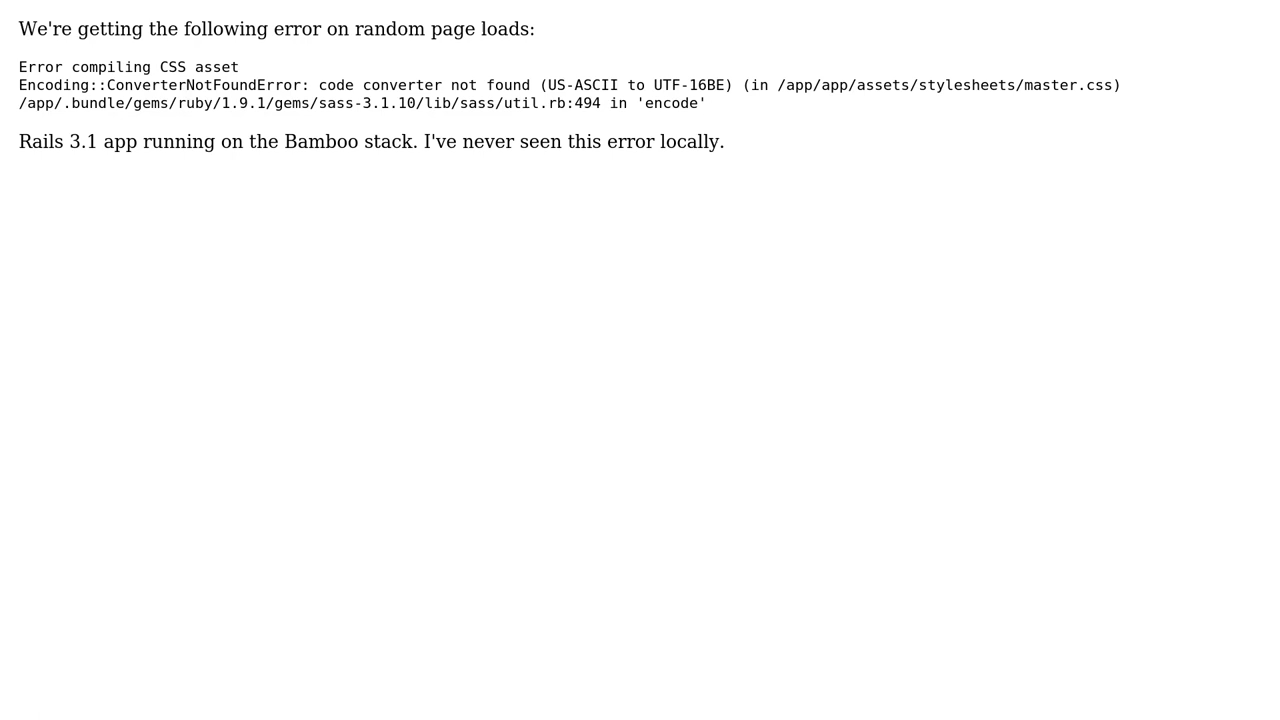 We're getting the following error on random page loads:
Error compiling CSS asset
Encoding::ConverterNotFoundError: code converter not found (US-ASCII to UTF-16BE) (in /app/app/assets/stylesheets/master.css)
/app/.bundle/gems/ruby/1.9.1/gems/sass-3.1.10/lib/sass/util.rb:494 in 'encode'
Rails 3.1 app running on the Bamboo stack. I've never seen this error locally.